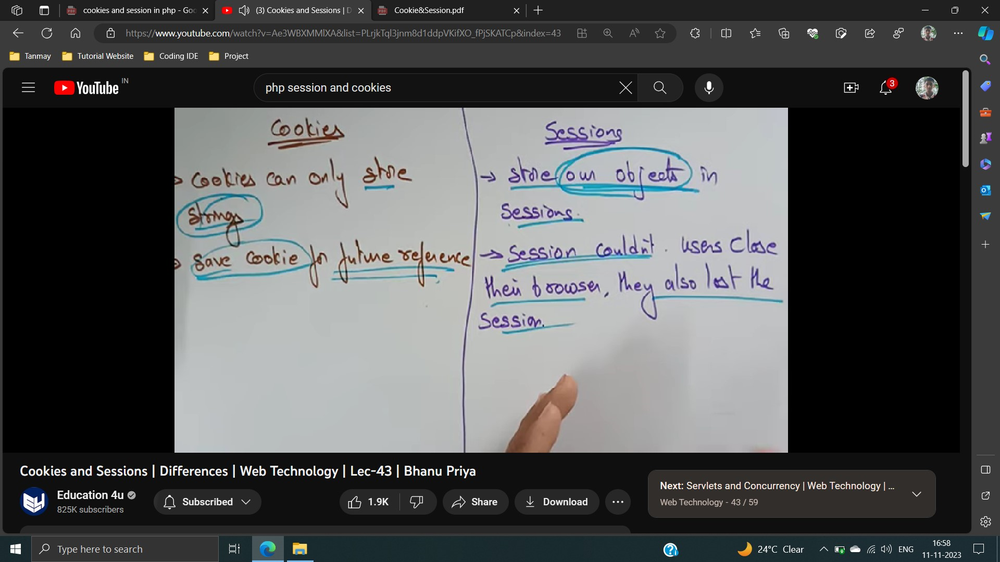 cookies and session in php - Goo
(3) Cookies and Sessions | D
Cookie&Session.pdf
https://www.youtube.com/watch?v=Ae3WBXMMlXA&list=PLrjkTql3jnm8d1ddpVKifXO_fPjSKATCp&index=43
Tanmay
Tutorial Website
Coding IDE
Project
YouTube IN
php session and cookies
3
Cookies
→ Cookies can only store
strings
→ Save Cookie for future reference
Sessions
→ store our objects in
Sessions.
→ Session couldn't. users Close
their browser, they also lost the
Session.
Cookies and Sessions | Differences | Web Technology | Lec-43 | Bhanu Priya
Education 4u
825K subscribers
Subscribed
1.9K
Share
Download
Next: Servlets and Concurrency | Web Technology | ...
Web Technology - 43 / 59
Type here to search
24°C Clear
ENG
16:58
11-11-2023